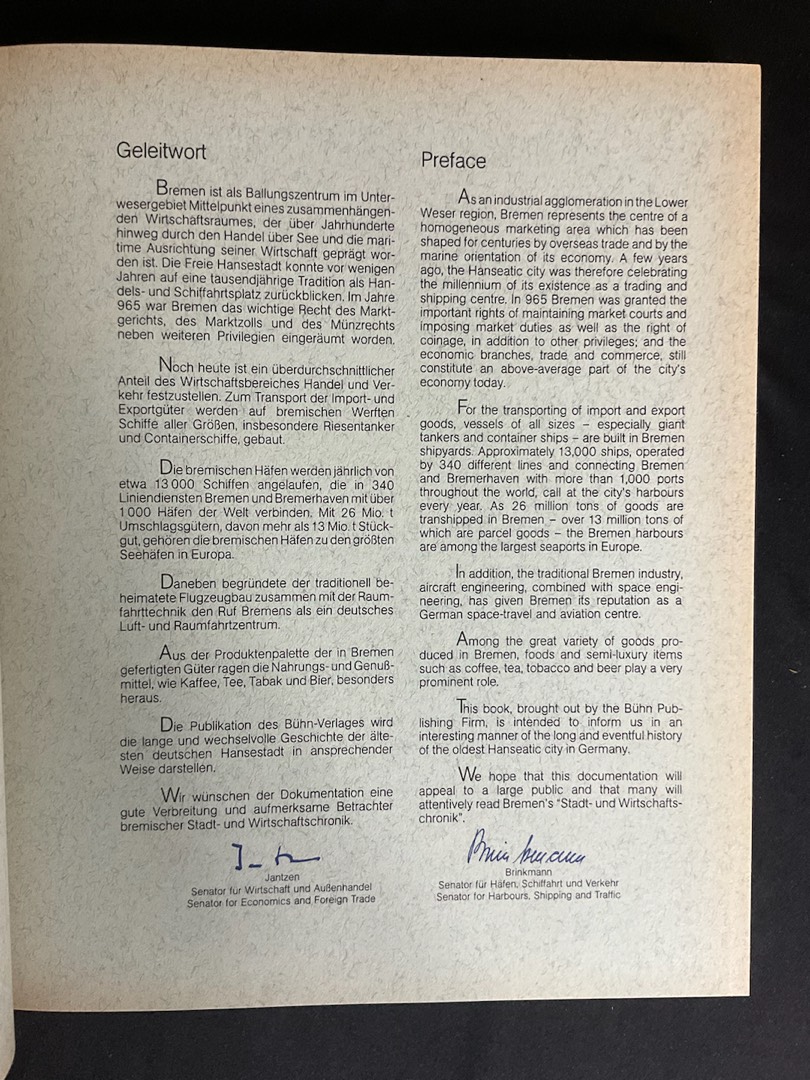 Geleitwort
Bremen ist als Ballungszentrum im Unter-
wesergebiet Mittelpunkt eines zusammenhängen-
den Wirtschaftsraumes, der über Jahrhunderte
hinweg durch den Handel über See und die mari-
time Ausrichtung seiner Wirtschaft geprägt wor-
den ist. Die Freie Hansestadt konnte vor wenigen
Jahren auf eine tausendjährige Tradition als Han-
dels- und Schiffahrtsplatz zurückblicken. Im Jahre
965 war Bremen das wichtige Recht des Markt-
gerichts, des Marktzolls und des Münzrechts
neben weiteren Privilegien eingeräumt worden.
Noch heute ist ein überdurchschnittlicher
Anteil des Wirtschaftsbereiches Handel und Ver-
kehr festzustellen. Zum Transport der Import- und
Exportgüter werden auf bremischen Werften
Schiffe aller Größen, insbesondere Riesentanker
und Containerschiffe, gebaut.
Die bremischen Häfen werden jährlich von
etwa 13 000 Schiffen angelaufen, die in 340
Liniendiensten Bremen und Bremerhaven mit über
1 000 Häfen der Welt verbinden. Mit 26 Mio. t
Umschlagsgütern, davon mehr als 13 Mio. t Stück-
gut, gehören die bremischen Häfen zu den größten
Seehäfen in Europa.
Daneben begründete der traditionell be-
heimatete Flugzeugbau zusammen mit der Raum-
fahrttechnik den Ruf Bremens als ein deutsches
Luft- und Raumfahrtzentrum.
Aus der Produktenpalette der in Bremen
gefertigten Güter ragen die Nahrungs- und Genuß-
mittel, wie Kaffee, Tee, Tabak und Bier, besonders
heraus.
Die Publikation des Bühn-Verlages wird
die lange und wechselvolle Geschichte der älte-
sten deutschen Hansestadt in ansprechender
Weise darstellen.
Wir wünschen der Dokumentation eine
gute Verbreitung und aufmerksame Betrachter
bremischer Stadt- und Wirtschaftschronik.
Jantzen
Senator für Wirtschaft und Außenhandel
Senator for Economics and Foreign Trade
Preface
As an industrial agglomeration in the Lower
Weser region, Bremen represents the centre of a
homogeneous marketing area which has been
shaped for centuries by overseas trade and by the
marine orientation of its economy. A few years
ago, the Hanseatic city was therefore celebrating
the millennium of its existence as a trading and
shipping centre. In 965 Bremen was granted the
important rights of maintaining market courts and
imposing market duties as well as the right of
coinage, in addition to other privileges; and the
economic branches, trade and commerce, still
constitute an above-average part of the city's
economy today.
For the transporting of import and export
goods, vessels of all sizes – especially giant
tankers and container ships – are built in Bremen
shipyards. Approximately 13,000 ships, operated
by 340 different lines and connecting Bremen
and Bremerhaven with more than 1,000 ports
throughout the world, call at the city's harbours
every year. As 26 million tons of goods are
transhipped in Bremen – over 13 million tons of
which are parcel goods – the Bremen harbours
are among the largest seaports in Europe.
In addition, the traditional Bremen industry,
aircraft engineering, combined with space engi-
neering, has given Bremen its reputation as a
German space-travel and aviation centre.
Among the great variety of goods pro-
duced in Bremen, foods and semi-luxury items
such as coffee, tea, tobacco and beer play a very
prominent role.
This book, brought out by the Bühn Pub-
lishing Firm, is intended to inform us in an
interesting manner of the long and eventful history
of the oldest Hanseatic city in Germany.
We hope that this documentation will
appeal to a large public and that many will
attentively read Bremen's "Stadt- und Wirtschafts-
chronik".
Brinkmann
Brinkmann
Senator für Häfen, Schiffahrt und Verkehr
Senator for Harbours, Shipping and Traffic